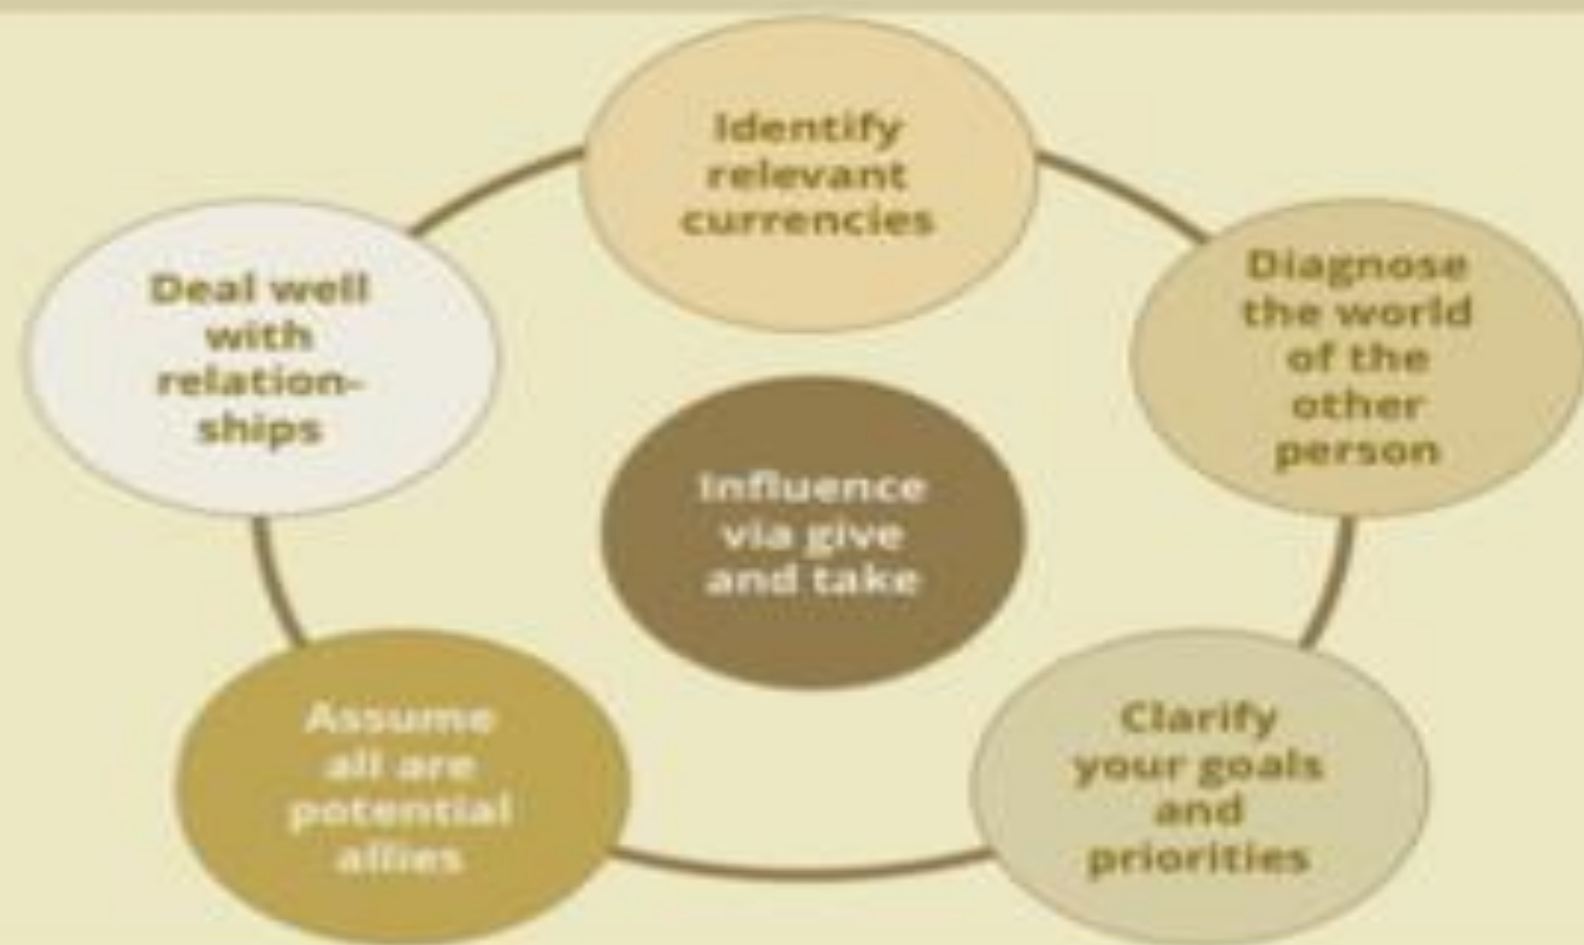 Identify
relevant
currencies
Diagnose
the world
of the
other
person
Clarify
your goals
and
priorities
Assume
all are
potential
allies
Deal well
with
relation-
ships
Influence
via give
and take